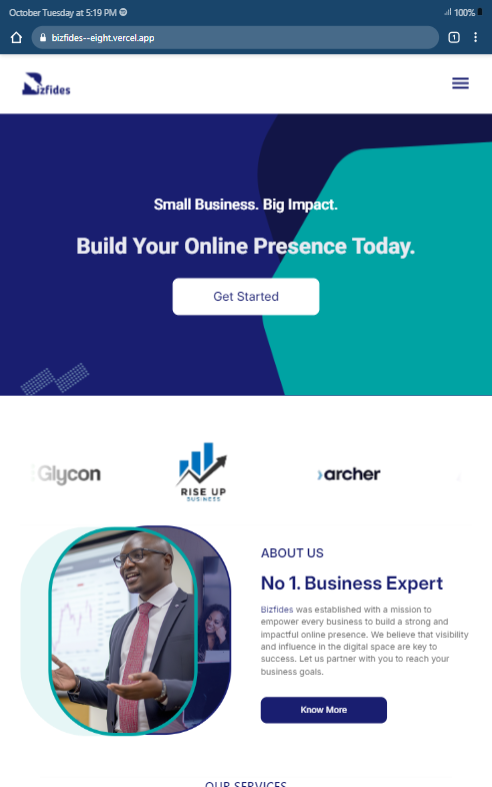 October Tuesday at 5:19 PM
100%
bizfides--eight.vercel.app
1
Bizfides
Small Business. Big Impact.
Build Your Online Presence Today.
Get Started
Glycon
RISE UP
BUSINESS
archer
ABOUT US
No 1. Business Expert
Bizfides was established with a mission to
empower every business to build a strong and
impactful online presence. We believe that visibility
and influence in the digital space are key to
success. Let us partner with you to reach your
business goals.
Know More
OUR SERVICES